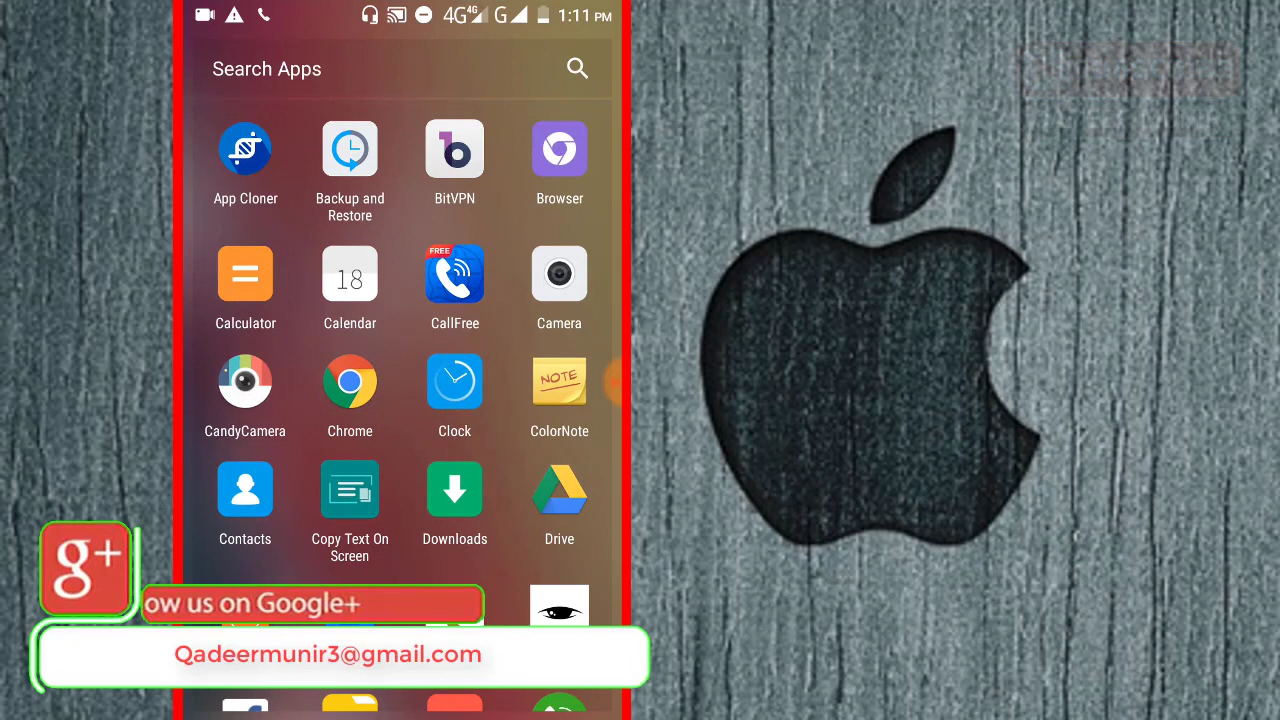 4G 4G G 1:11 PM
Search Apps
App Cloner
Backup and
Restore
BitVPN
Browser
18
FREE
Calculator
Calendar
CallFree
Camera
NOTE
CandyCamera
Chrome
Clock
ColorNote
Contacts
Copy Text On
Screen
Downloads
Drive
g+
ow us on Google+
Qadeermunir3@gmail.com